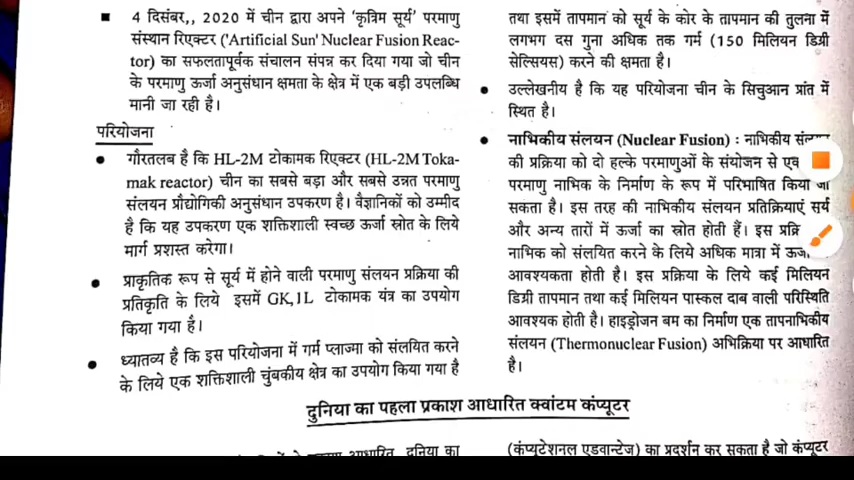 4 दिसंबर,, 2020 में चीन द्वारा अपने 'कृत्रिम सूर्य' परमाणु
संस्थान रिएक्टर ('Artificial Sun' Nuclear Fusion Reac-
tor) का सफलतापूर्वक संचालन संपन्न कर दिया गया जो चीन
के परमाणु ऊर्जा अनुसंधान क्षमता के क्षेत्र में एक बड़ी उपलब्धि
मानी जा रही है।
परियोजना
गौरतलब है कि HL-2M टोकामक रिएक्टर (HL-2M Toka-
mak reactor) चीन का सबसे बड़ा और सबसे उन्नत परमाणु
संलयन प्रौद्योगिकी अनुसंधान उपकरण है। वैज्ञानिकों को उम्मीद
है कि यह उपकरण एक शक्तिशाली स्वच्छ ऊर्जा स्रोत के लिये
मार्ग प्रशस्त करेगा।
प्राकृतिक रूप से सूर्य में होने वाली परमाणु संलयन प्रक्रिया की
प्रतिकृति के लिये इसमें GK,1L टोकामक यंत्र का उपयोग
किया गया है।
ध्यातव्य है कि इस परियोजना में गर्म प्लाज्मा को संलयित करने
के लिये एक शक्तिशाली चुंबकीय क्षेत्र का उपयोग किया गया है
तथा इसमें तापमान को सूर्य के कोर के तापमान की तुलना में
लगभग दस गुना अधिक तक गर्म (150 मिलियन डिग्री
सेल्सियस) करने की क्षमता है।
उल्लेखनीय है कि यह परियोजना चीन के सिचुआन प्रांत में
स्थित है।
नाभिकीय संलयन (Nuclear Fusion) : नाभिकीय
की प्रक्रिया को दो हल्के परमाणुओं के संयोजन से
परमाणु नाभिक के निर्माण के रूप में परिभाषित किया जा
सकता है। इस तरह की नाभिकीय संलयन प्रतिक्रियाएं सूर्य
और अन्य तारों में ऊर्जा का स्रोत होती हैं। इस
नाभिक को संलयित करने के लिये अधिक मात्रा में
आवश्यकता होती है। इस प्रक्रिया के लिये कई मिलियन
डिग्री तापमान तथा कई मिलियन पास्कल दाब वाली परिस्थिति
आवश्यक होती है। हाइड्रोजन बम का निर्माण एक तापनाभिकीय
संलयन (Thermonuclear Fusion) अभिक्रिया पर आधारित
है।
दुनिया का पहला प्रकाश आधारित क्वांटम कंप्यूटर
आधारित दुनिया का
(कंप्यूटेशनल एडवान्टेज) का प्रदर्शन कर सकता है जो कंप्यूटर